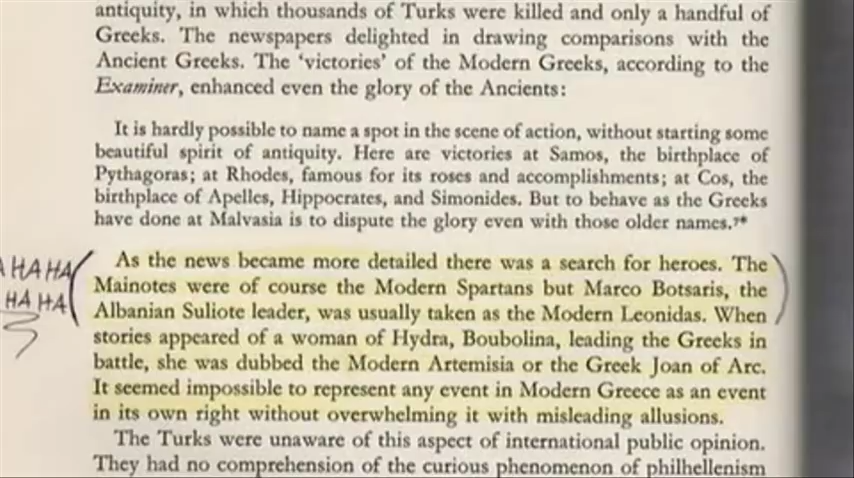 antiquity, in which thousands of Turks were killed and only a handful of
Greeks. The newspapers delighted in drawing comparisons with the
Ancient Greeks. The ‘victories’ of the Modern Greeks, according to the
Examiner, enhanced even the glory of the Ancients:
It is hardly possible to name a spot in the scene of action, without starting some
beautiful spirit of antiquity. Here are victories at Samos, the birthplace of
Pythagoras; at Rhodes, famous for its roses and accomplishments; at Cos, the
birthplace of Apelles, Hippocrates, and Simonides. But to behave as the Greeks
have done at Malvasia is to dispute the glory even with those older names.⁷*
As the news became more detailed there was a search for heroes. The
Mainotes were of course the Modern Spartans but Marco Botsaris, the
Albanian Suliote leader, was usually taken as the Modern Leonidas. When
stories appeared of a woman of Hydra, Boubolina, leading the Greeks in
battle, she was dubbed the Modern Artemisia or the Greek Joan of Arc.
It seemed impossible to represent any event in Modern Greece as an event
in its own right without overwhelming it with misleading allusions.
The Turks were unaware of this aspect of international public opinion.
They had no comprehension of the curious phenomenon of philhellenism
AHAHA
HA HA